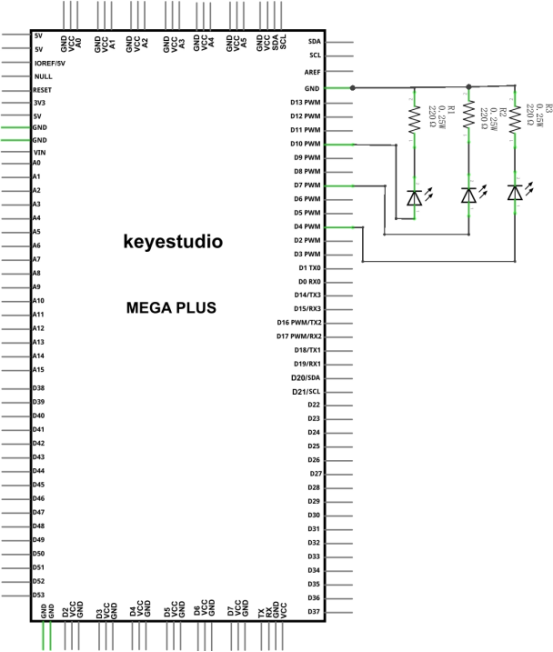 GND
VCC
A0
GND
VCC
A1
GND
VCC
A2
GND
VCC
A3
GND
VCC
A4
GND
VCC
A5
GND
VCC
SDA
SCL
5V
5V
IOREF/5V
NULL
RESET
3V3
5V
GND
GND
VIN
A0
A1
A2
A3
A4
A5
A6
A7
A8
A9
A10
A11
A12
A13
A14
A15
D38
D39
D40
D41
D42
D43
D44
D45
D46
D47
D48
D49
D50
D51
D52
D53
keyestudio
MEGA PLUS
SDA
SCL
AREF
GND
D13 PWM
D12 PWM
D11 PWM
D10 PWM
D9 PWM
D8 PWM
D7 PWM
D6 PWM
D5 PWM
D4 PWM
D2 PWM
D3 PWM
D1 TX0
D0 RX0
D14/TX3
D15/RX3
D16 PWM/TX2
D17 PWM/RX2
D18/TX1
D19/RX1
D20/SDA
D21/SCL
D22
D23
D24
D25
D26
D27
D28
D29
D30
D31
D32
D33
D34
D35
D36
D37
R1
0.25W
220Ω
R2
0.25W
220Ω
R3
0.25W
220Ω
GND
GND
D2
VCC
GND
D3
VCC
GND
D4
VCC
GND
D5
VCC
GND
D6
VCC
GND
D7
VCC
GND
TX
RX
GND
VCC